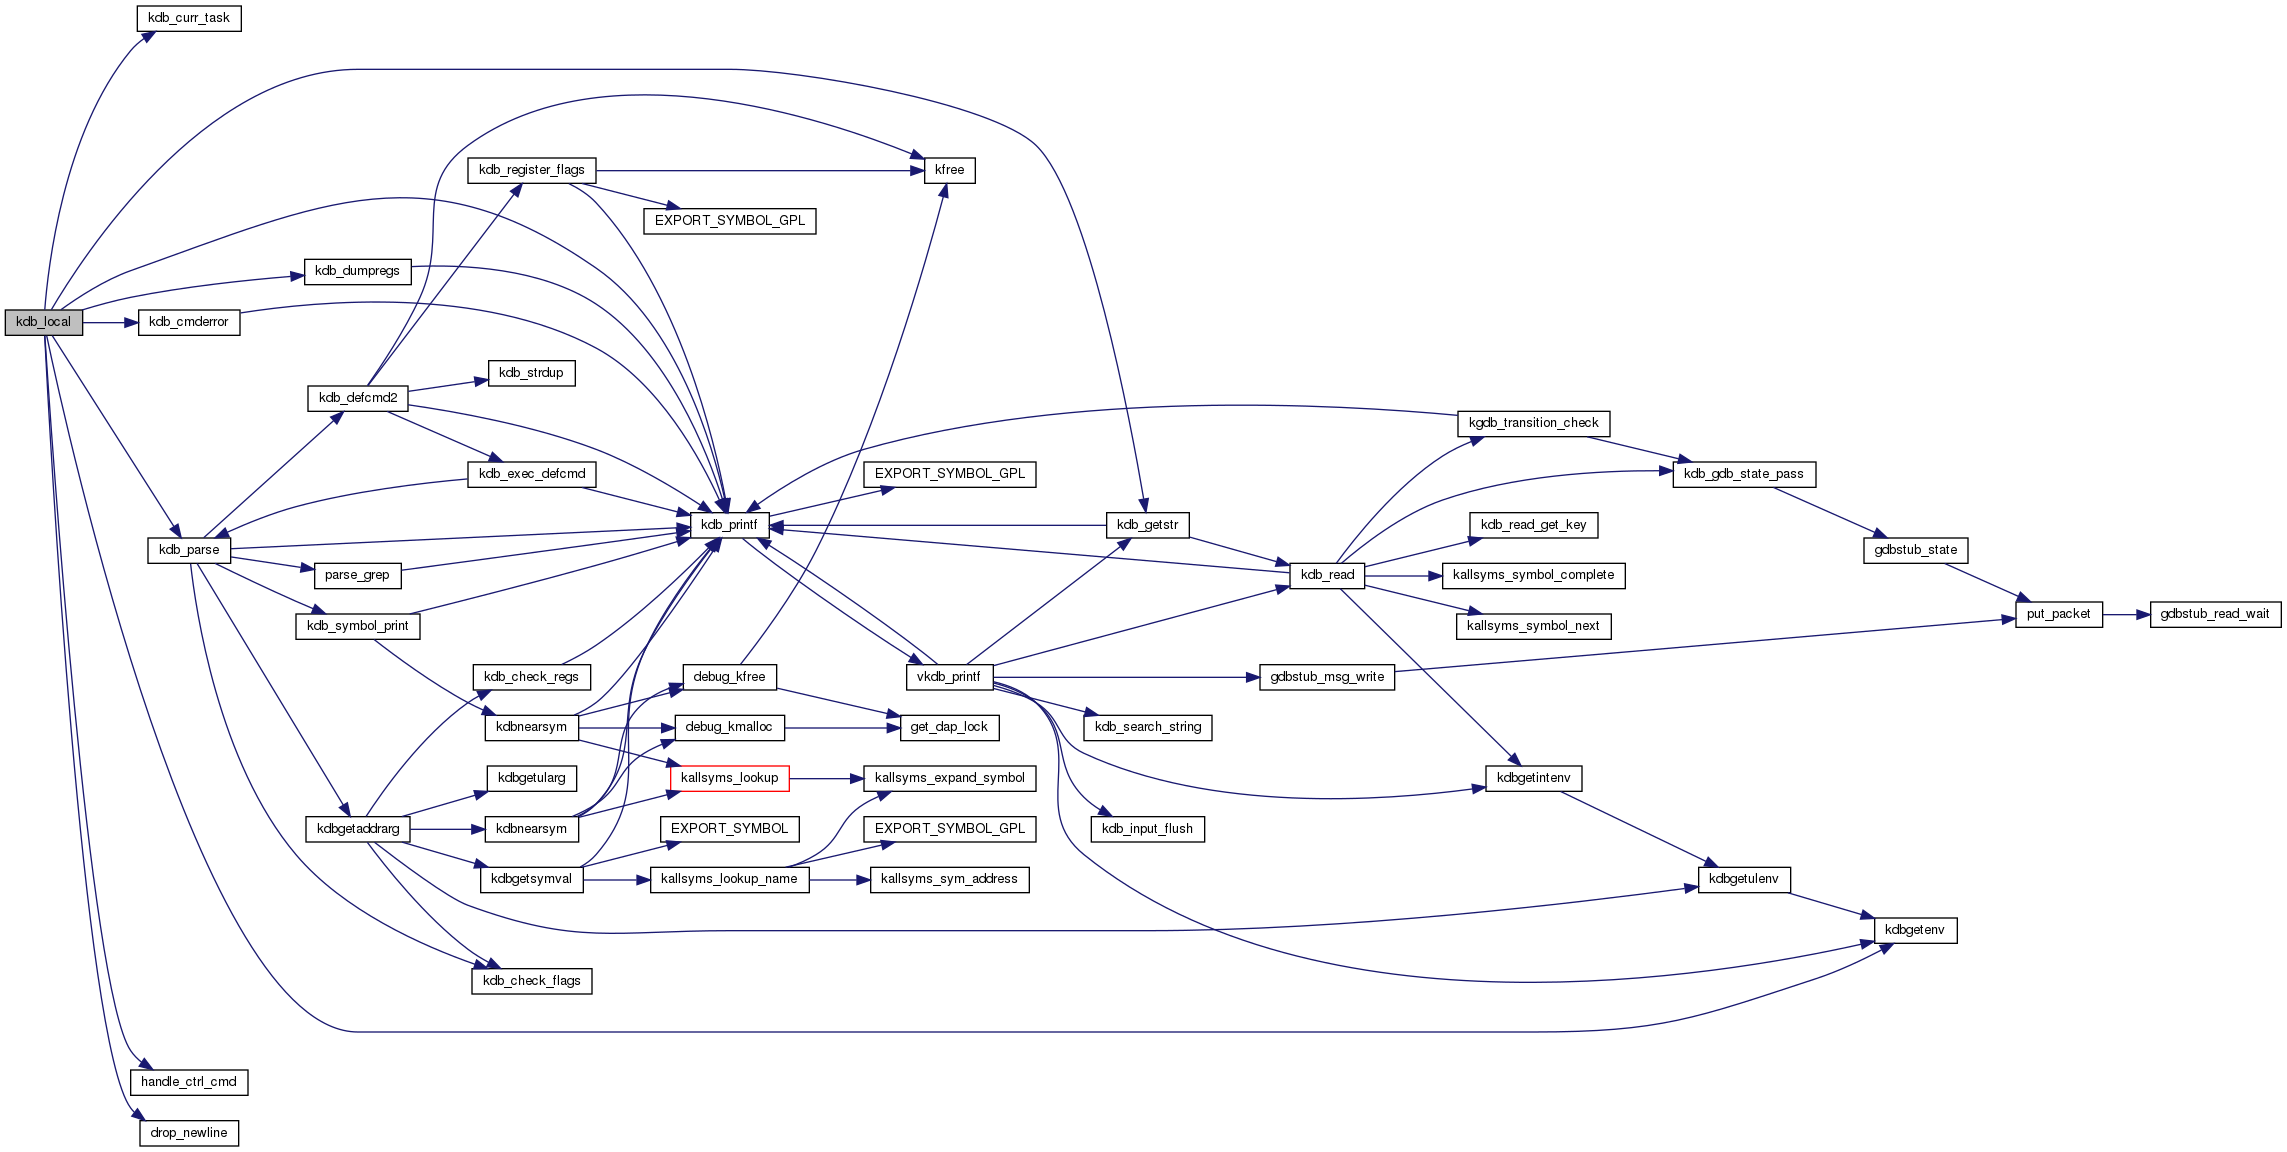 kdb_curr_task
kfree
kdb_register_flags
EXPORT_SYMBOL_GPL
kdb_dumpregs
kdb_local
kdb_cmderror
kdb_strdup
kdb_defcmd2
kgdb_transition_check
kdb_exec_defcmd
EXPORT_SYMBOL_GPL
kdb_gdb_state_pass
kdb_printf
kdb_getstr
kdb_read_get_key
kdb_parse
gdbstub_state
parse_grep
kdb_read
kallsyms_symbol_complete
kdb_symbol_print
kallsyms_symbol_next
put_packet
gdbstub_read_wait
kdb_check_regs
debug_kfree
vkdb_printf
gdbstub_msg_write
kdbnearsym
debug_kmalloc
get_dap_lock
kdb_search_string
kdbgetularg
kallsyms_lookup
kallsyms_expand_symbol
kdbgetintenv
kdbgetaddrarg
kdbnearsym
EXPORT_SYMBOL
EXPORT_SYMBOL_GPL
kdb_input_flush
kdbgetsymval
kallsyms_lookup_name
kallsyms_sym_address
kdbgetulenv
kdbgetenv
kdb_check_flags
handle_ctrl_cmd
drop_newline